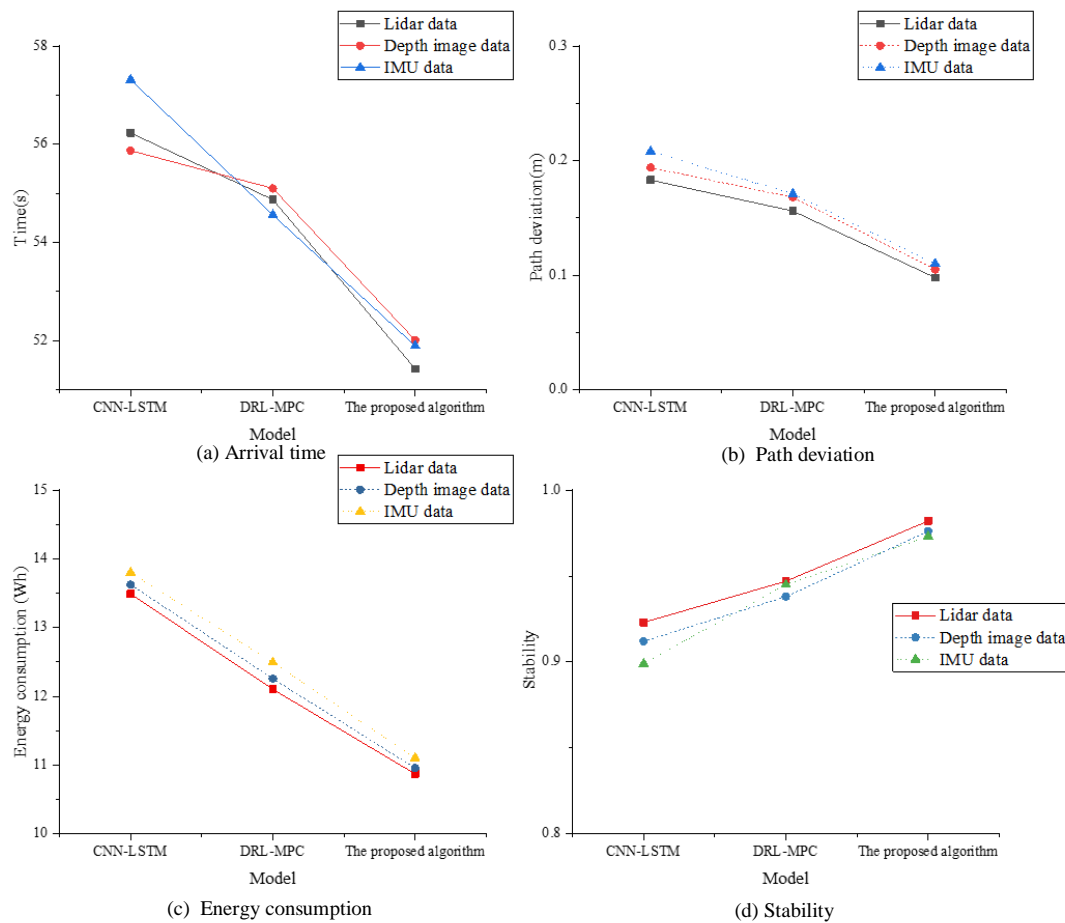 Lidar data
Depth image data
IMU data
58
56
54
52
Time(s)
CNN-LSTM
DRL-MPC
The proposed algorithm
Model
(a) Arrival time
Lidar data
Depth image data
IMU data
0.3
0.2
0.1
0.0
Path deviation(m)
CNN-LSTM
DRL-MPC
The proposed algorithm
Model
(b) Path deviation
Lidar data
Depth image data
IMU data
15
14
13
12
11
10
Energy consumption (Wh)
CNN-LSTM
DRL-MPC
The proposed algorithm
Model
(c) Energy consumption
1.0
0.9
0.8
Stability
Lidar data
Depth image data
IMU data
CNN-LSTM
DRL-MPC
The proposed algorithm
Model
(d) Stability